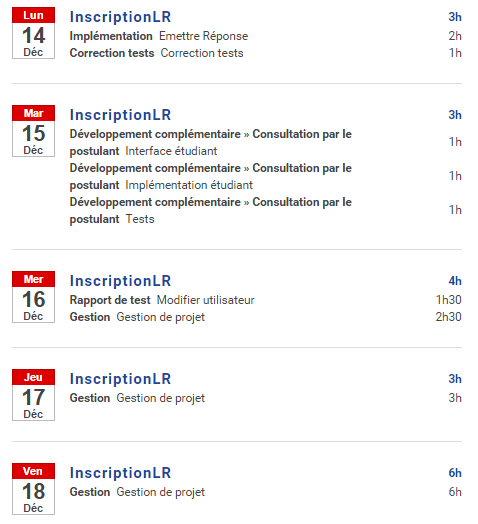 Lun
14
Déc
InscriptionLR 3h
Implémentation Emettre Réponse 2h
Correction tests Correction tests 1h
Mar
15
Déc
InscriptionLR 3h
Développement complémentaire » Consultation par le
postulant Interface étudiant 1h
Développement complémentaire » Consultation par le
postulant Implémentation étudiant 1h
Développement complémentaire » Consultation par le
postulant Tests 1h
Mer
16
Déc
InscriptionLR 4h
Rapport de test Modifier utilisateur 1h30
Gestion Gestion de projet 2h30
Jeu
17
Déc
InscriptionLR 3h
Gestion Gestion de projet 3h
Ven
18
Déc
InscriptionLR 6h
Gestion Gestion de projet 6h